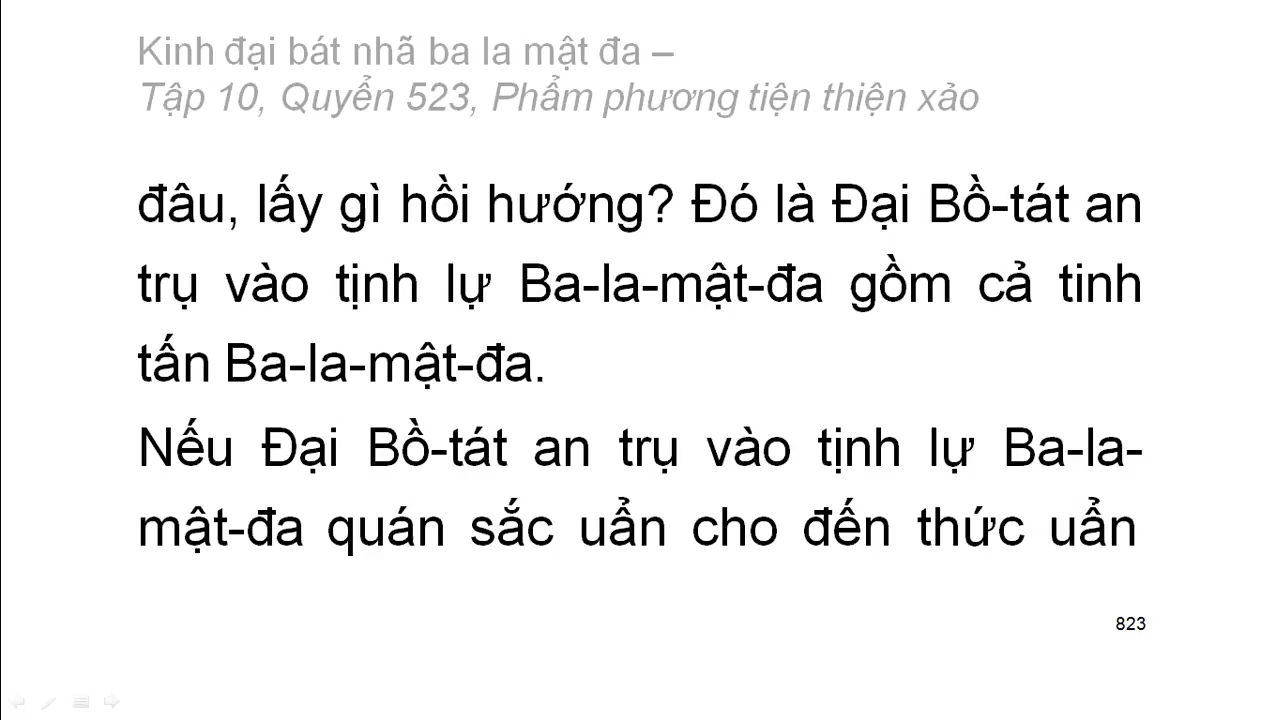 Kinh đại bát nhã ba la mật đa –
Tập 10, Quyển 523, Phẩm phương tiện thiện xảo
đâu, lấy gì hồi hướng? Đó là Đại Bồ-tát an
trụ vào tịnh lự Ba-la-mật-đa gồm cả tinh
tấn Ba-la-mật-đa.
Nếu Đại Bồ-tát an trụ vào tịnh lự Ba-la-
mật-đa quán sắc uẩn cho đến thức uẩn
823